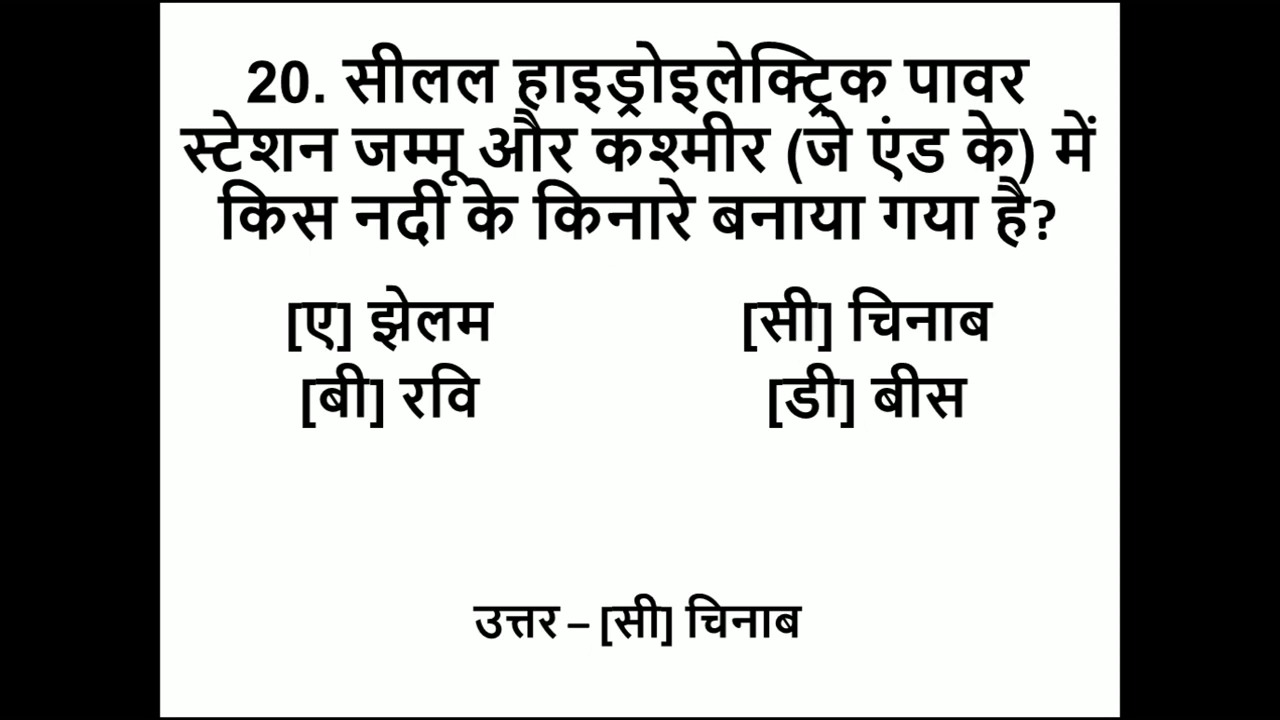 20. सीलल हाइड्रोइलेक्ट्रिक पावर
स्टेशन जम्मू और कश्मीर (जे एंड के) में
किस नदी के किनारे बनाया गया है?
[ए] झेलम
[बी] रवि
[सी] चिनाब
[डी] बीस
उत्तर – [सी] चिनाब